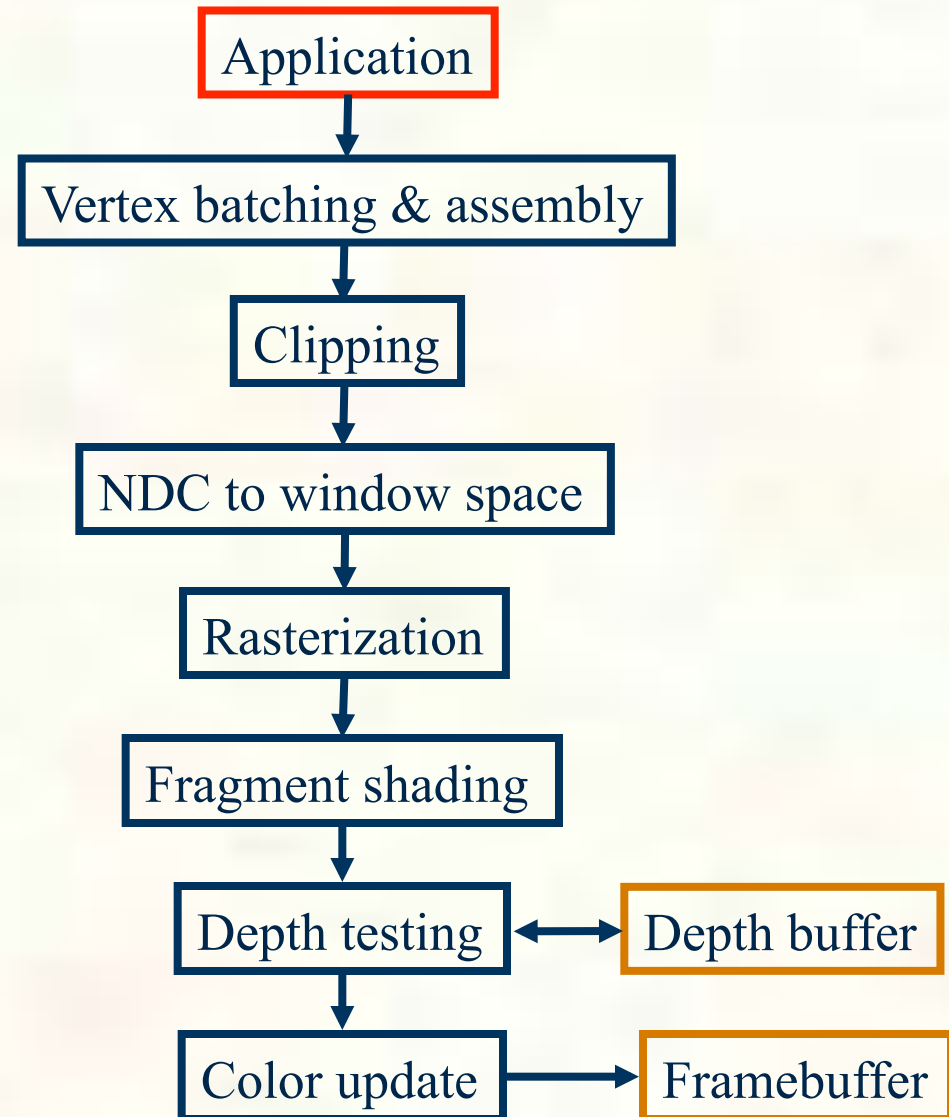 Application
Vertex batching & assembly
Clipping
NDC to window space
Rasterization
Fragment shading
Depth testing
Depth buffer
Color update
Framebuffer